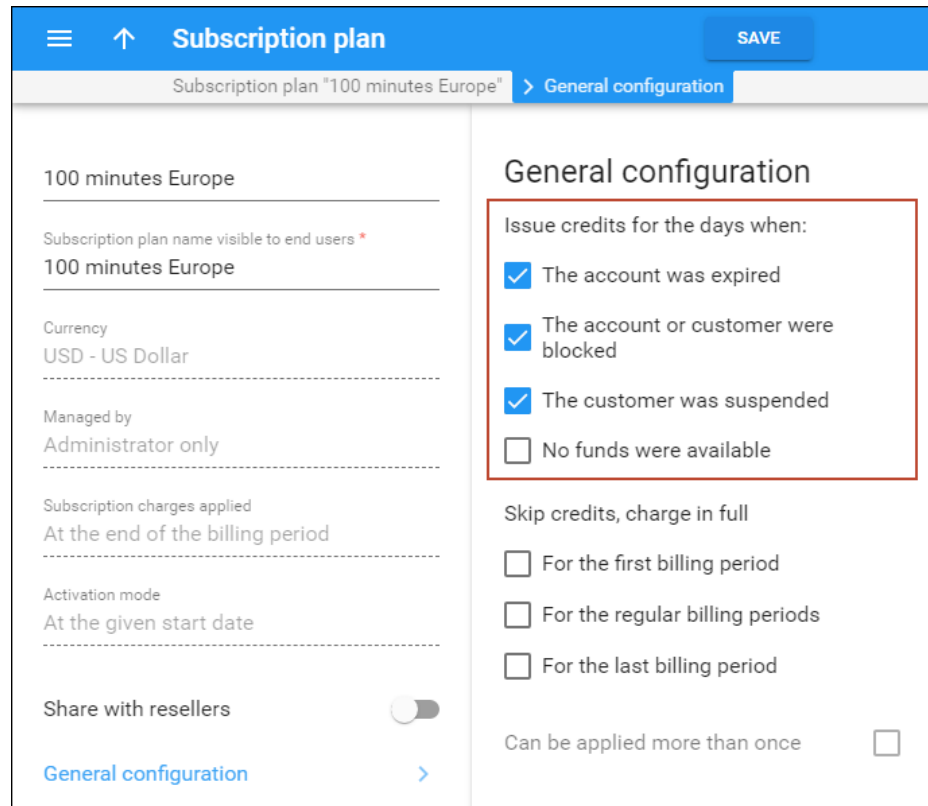 Subscription plan
SAVE
Subscription plan "100 minutes Europe"
General configuration
100 minutes Europe
Subscription plan name visible to end users *
100 minutes Europe
Currency
USD - US Dollar
Managed by
Administrator only
Subscription charges applied
At the end of the billing period
Activation mode
At the given start date
Share with resellers
General configuration
General configuration
Issue credits for the days when:
The account was expired
The account or customer were
blocked
The customer was suspended
No funds were available
Skip credits, charge in full
For the first billing period
For the regular billing periods
For the last billing period
Can be applied more than once